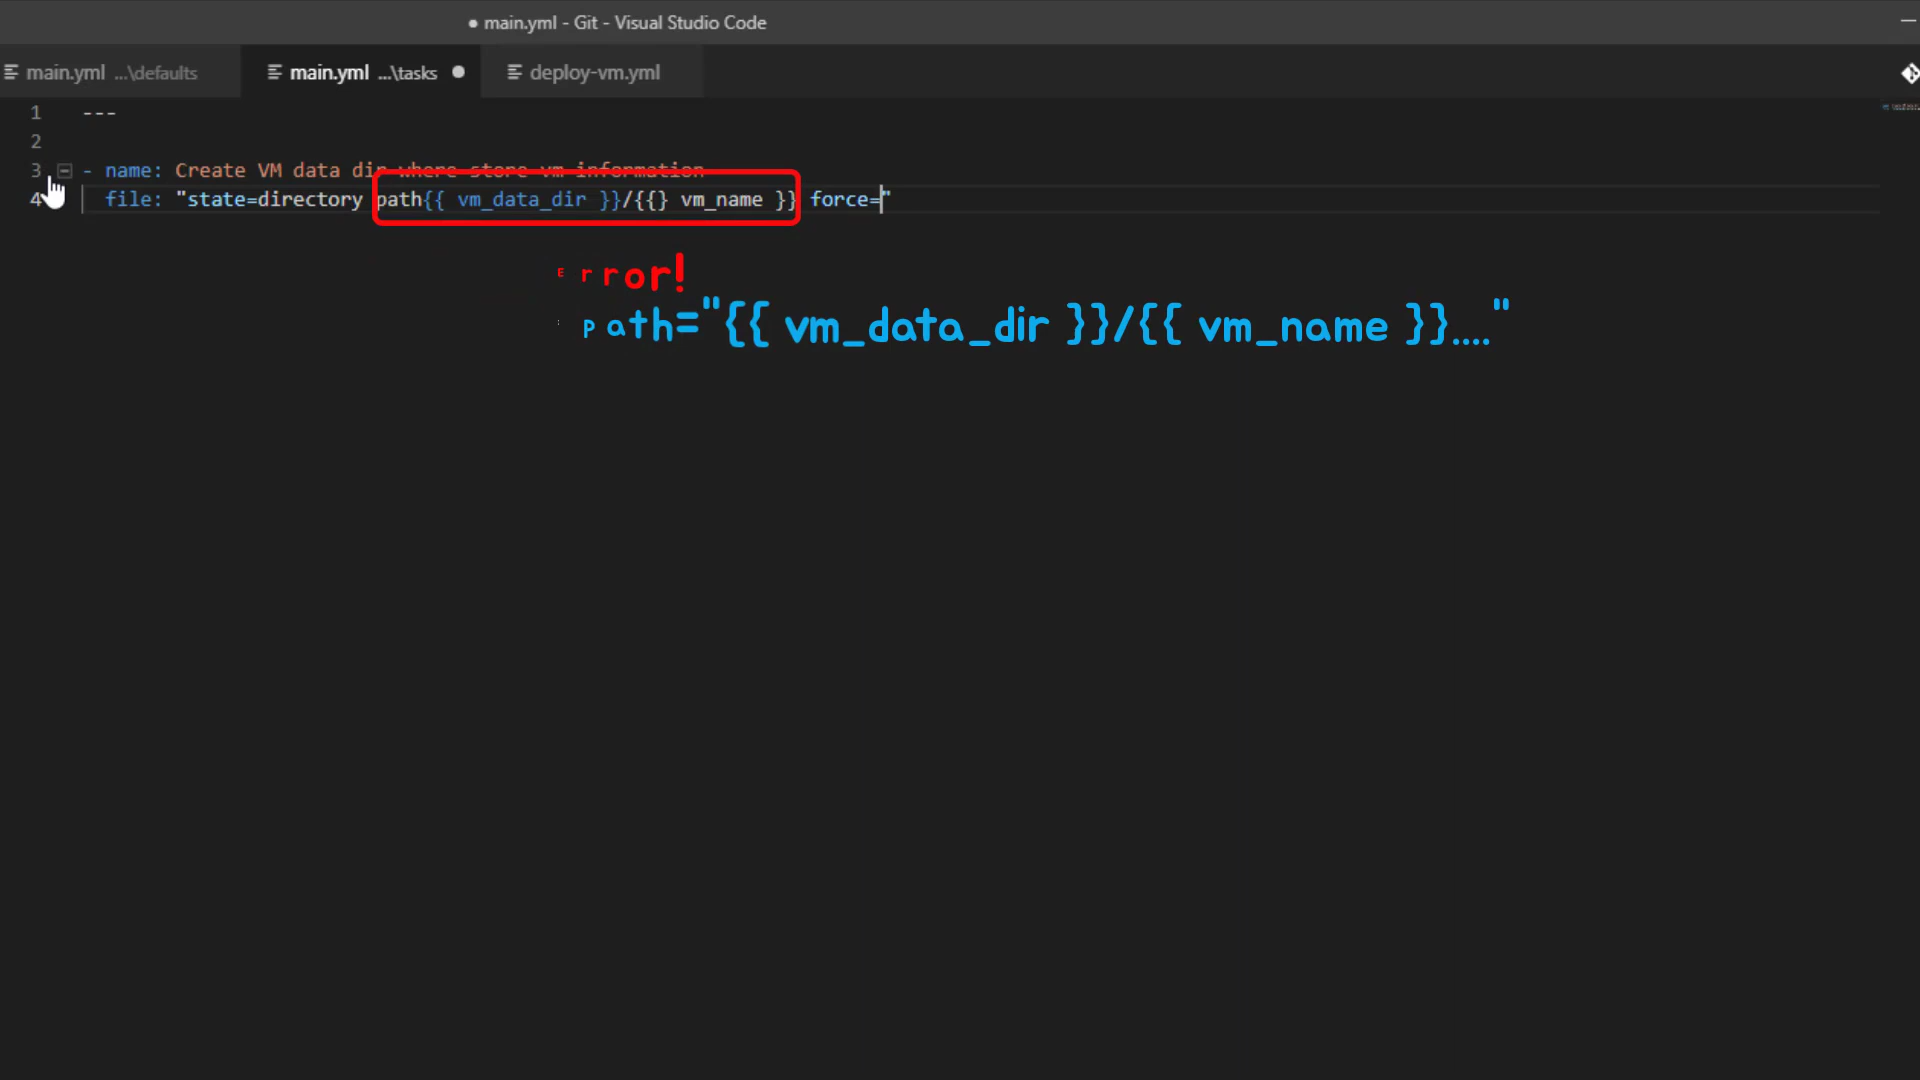 ● main.yml - Git - Visual Studio Code
main.yml ...\defaults
main.yml ...\tasks
deploy-vm.yml
1 ---
2
3 - name: Create VM data dir where store vm information
4 file: "state=directory path{{ vm_data_dir }}/{{} vm_name }} force="
Error!
: path="{{ vm_data_dir }}/{{ vm_name }}...."